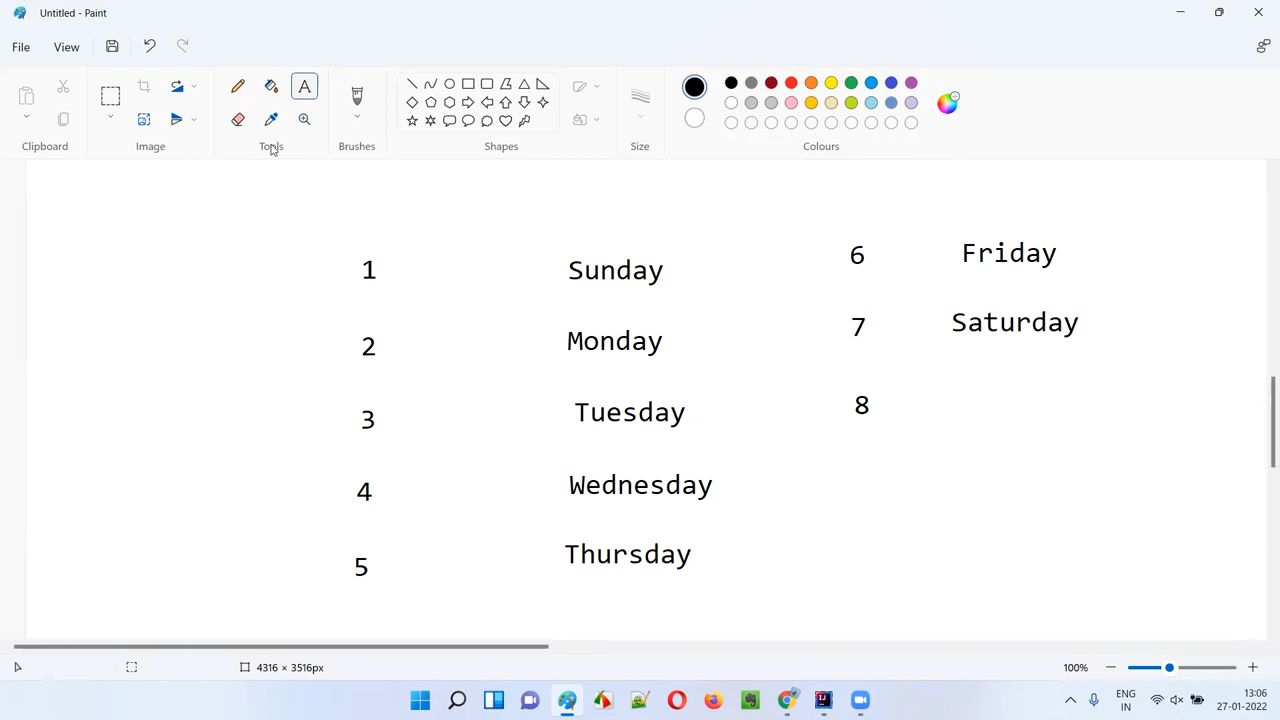 Untitled - Paint
File View
Clipboard Image Tools Brushes Shapes Size Colours
1 Sunday 6 Friday
2 Monday 7 Saturday
3 Tuesday 8
4 Wednesday
5 Thursday
4316 × 3516px 100%
ENG 13:06
IN 27-01-2022